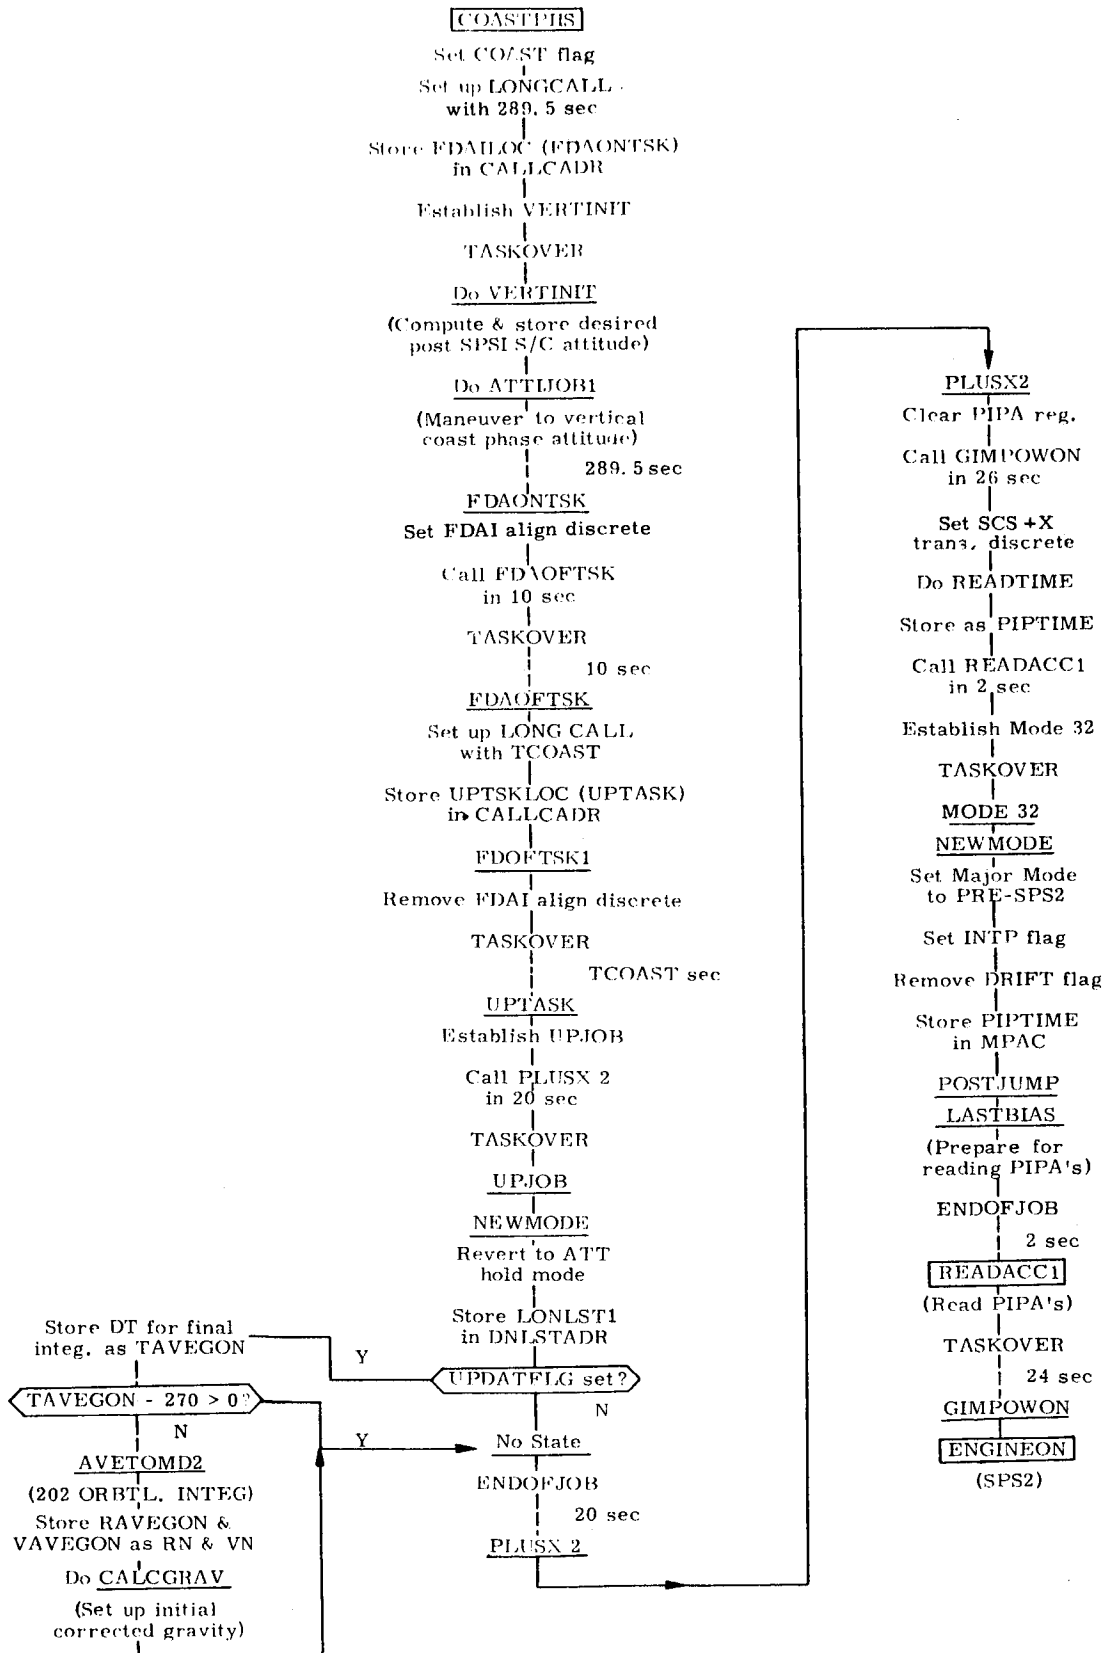 COASTPHS
Set COAST flag
Set up LONGCALL
with 289.5 sec
Store FDAILOC (FDAONTSK)
in CALLCADR
Establish VERTINIT
TASKOVER
Do VERTINIT
(Compute & store desired
post SPSI S/C attitude)
Do ATTIJOB1
(Maneuver to vertical
coast phase attitude)
289.5 sec
FDAONTSK
Set FDAI align discrete
Call FDAOFTSK
in 10 sec
TASKOVER
10 sec
FDAOFTSK
Set up LONG CALL
with TCOAST
Store UPTSKLOC (UPTASK)
in CALLCADR
FDOFTSK1
Remove FDAI align discrete
TASKOVER
TCOAST sec
UPTASK
Establish UPJOB
Call PLUSX 2
in 20 sec
TASKOVER
UPJOB
NEWMODE
Revert to ATT
hold mode
Store LONLST1
in DNLSTADR
UPDATFLG set?
Y
N
Store DT for final
integ. as TAVEGON
TAVEGON - 270 > 0?
N
Y
AVETOMD2
(202 ORBTL. INTEG)
Store RAVEGON &
VAVEGON as RN & VN
Do CALCGRAV
(Set up initial
corrected gravity)
No State
ENDOFJOB
20 sec
PLUSX 2
PLUSX2
Clear PIPA reg.
Call GIMPOWON
in 26 sec
Set SCS +X
trans. discrete
Do READTIME
Store as PIPTIME
Call READACC1
in 2 sec
Establish Mode 32
TASKOVER
MODE 32
NEWMODE
Set Major Mode
to PRE-SPS2
Set INTP flag
Remove DRIFT flag
Store PIPTIME
in MPAC
POSTJUMP
LASTBIAS
(Prepare for
reading PIPA's)
ENDOFJOB
2 sec
READACC1
(Read PIPA's)
TASKOVER
24 sec
GIMPOWON
ENGINEON
(SPS2)